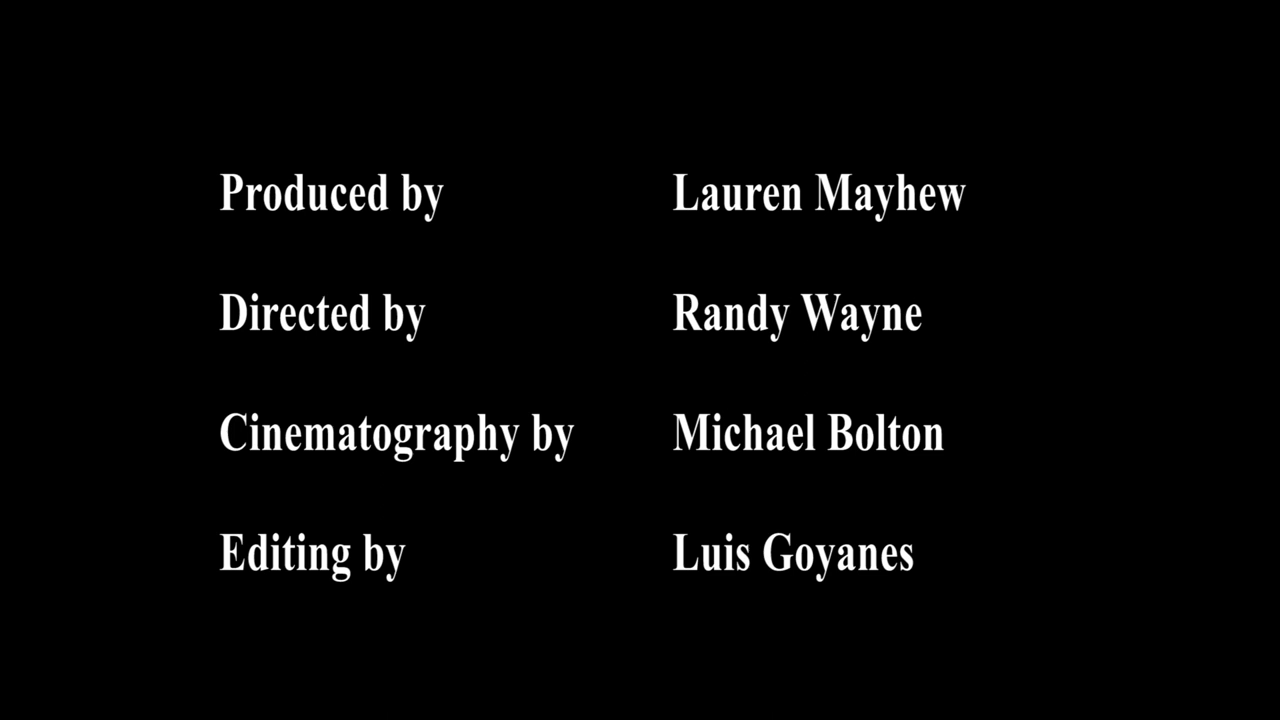 Produced by Lauren Mayhew
Directed by Randy Wayne
Cinematography by Michael Bolton
Editing by Luis Goyanes